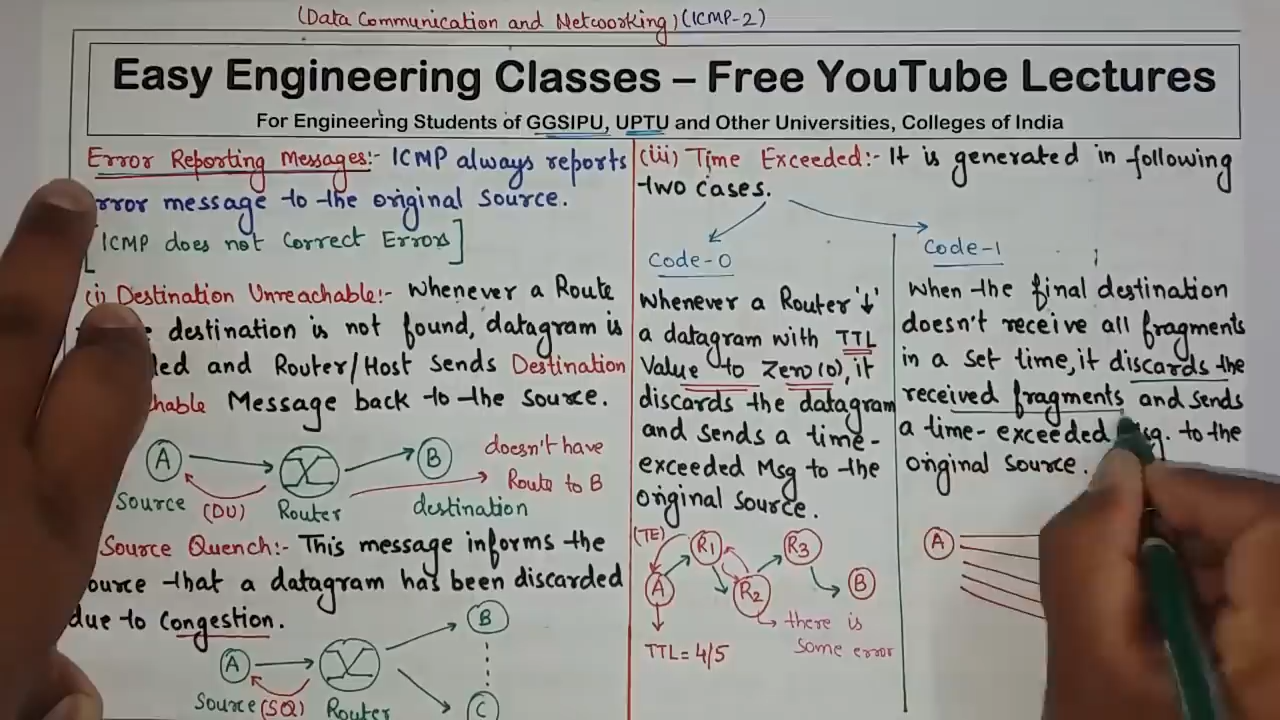 (Data Communication and Networking) (ICMP-2)
Easy Engineering Classes – Free YouTube Lectures
For Engineering Students of GGSIPU, UPTU and Other Universities, Colleges of India
Error Reporting Messages:- ICMP always reports
rror message to the original source.
[ICMP does not Correct Errors]
(i) Destination Unreachable:- Whenever a Route
destination is not found, datagram is
ded and Router/Host sends Destination
chable Message back to the source.
A
B
doesn't have
Route to B
Source
(DU)
Router
destination
Source Quench:- This message informs the
ource that a datagram has been discarded
due to Congestion.
A
B
Source
(SQ)
Router
C
(iii) Time Exceeded:- It is generated in following
two cases.
Code-0
Whenever a Router '↓'
a datagram with TTL
Value to Zero(0), it
discards the datagram
and sends a time-
exceeded Msg to the
original source.
(TE)
R1
R3
A
R2
B
there is
some error
TTL = 4/5
Code-1
When the final destination
doesn't receive all fragments
in a set time, it discards the
received fragments and sends
a time-exceeded to the
original source.
A